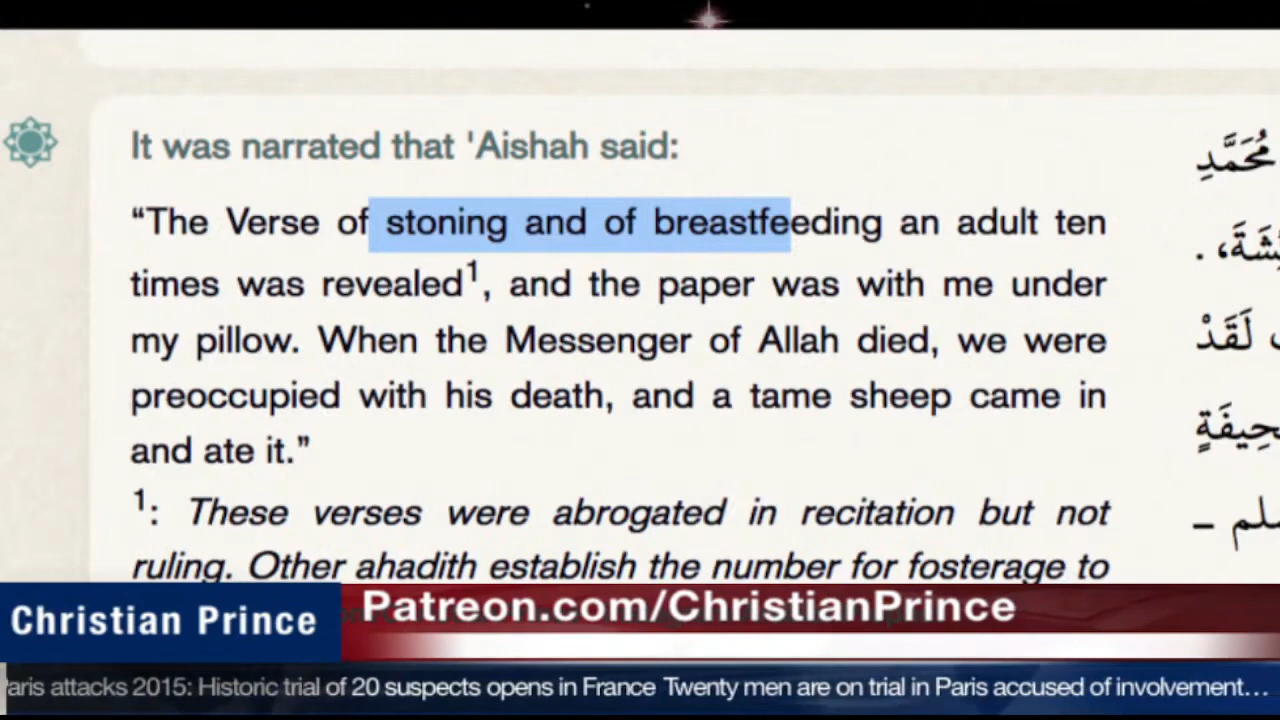 It was narrated that 'Aishah said:
“The Verse of stoning and of breastfeeding an adult ten
times was revealed1, and the paper was with me under
my pillow. When the Messenger of Allah died, we were
preoccupied with his death, and a tame sheep came in
and ate it.”
1: These verses were abrogated in recitation but not
ruling. Other ahadith establish the number for fosterage to
مُحَمَّدِ
لَقَدْ
Christian Prince
Patreon.com/ChristianPrince
aris attacks 2015: Historic trial of 20 suspects opens in France Twenty men are on trial in Paris accused of involvement...